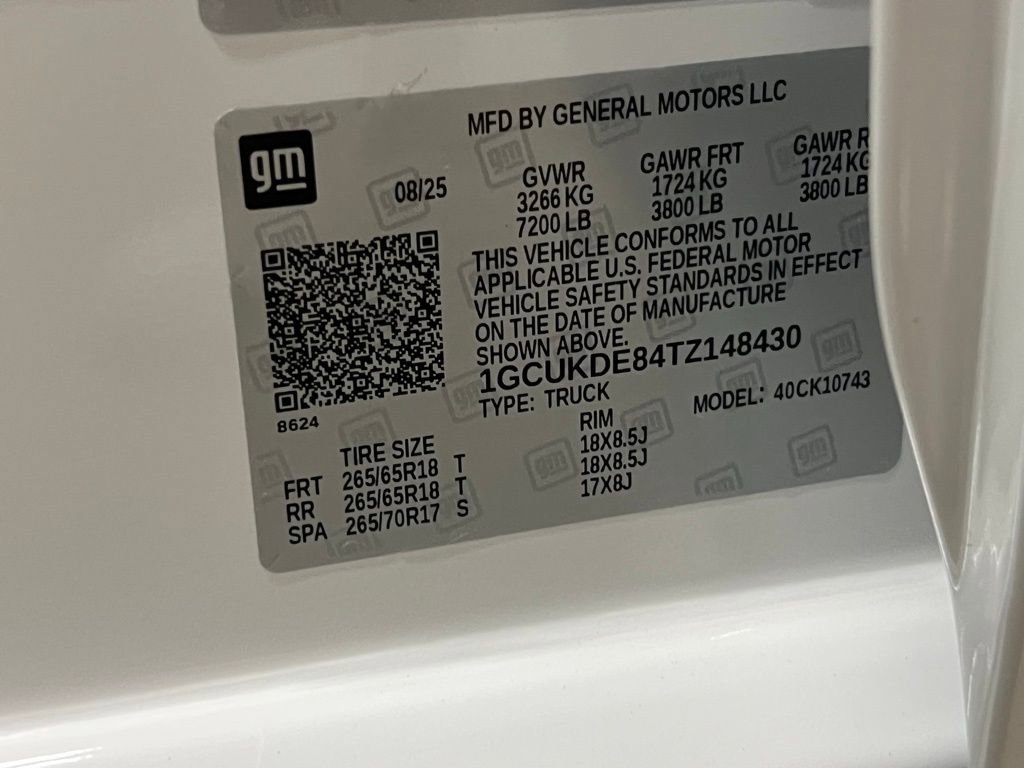 gm
MFD BY GENERAL MOTORS LLC
08/25
GVWR GAWR FRT GAWR R
3266 KG 1724 KG 1724 KG
7200 LB 3800 LB 3800 LB
THIS VEHICLE CONFORMS TO ALL
APPLICABLE U.S. FEDERAL MOTOR
VEHICLE SAFETY STANDARDS IN EFFECT
ON THE DATE OF MANUFACTURE
SHOWN ABOVE.
1GCUKDE84TZ148430
TYPE: TRUCK MODEL: 40CK10743
8624
TIRE SIZE RIM
FRT 265/65R18 T 18X8.5J
RR 265/65R18 T 18X8.5J
SPA 265/70R17 S 17X8J